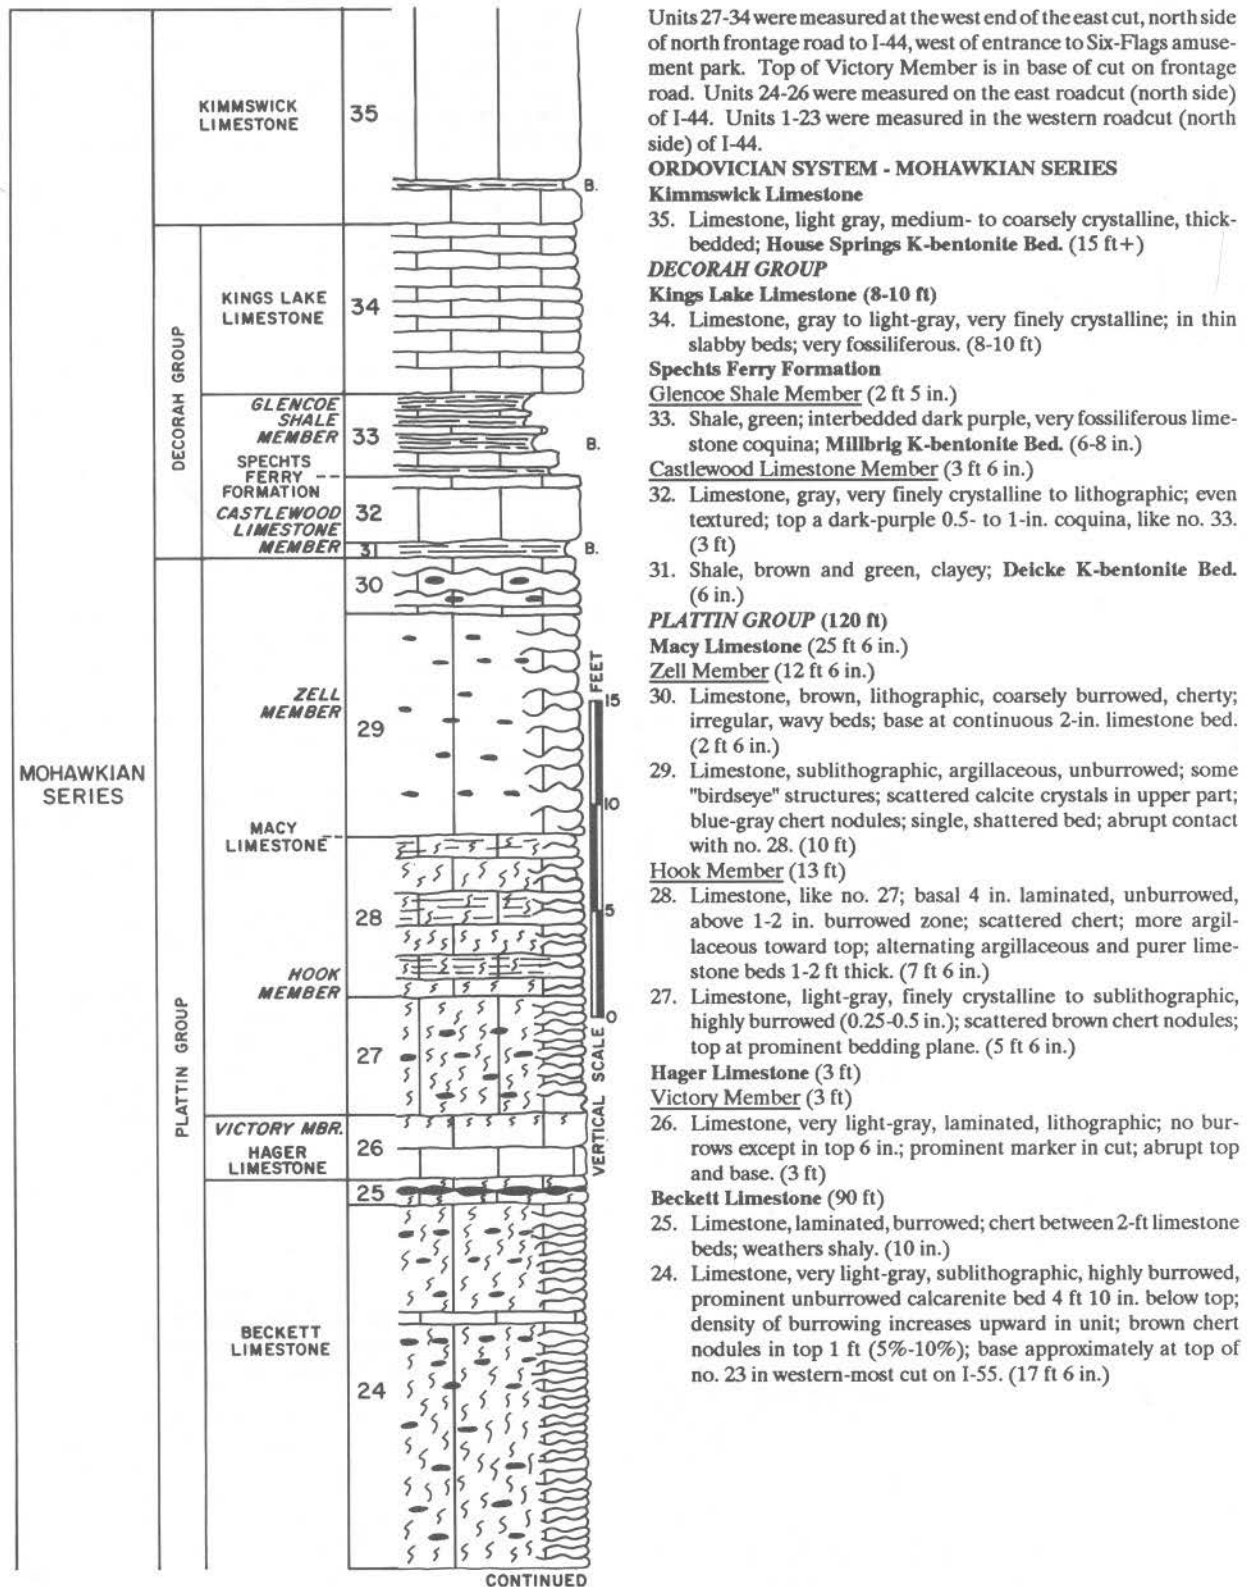 KIMMSWICK
LIMESTONE
35
B.
KINGS LAKE
LIMESTONE
34
DECORAH GROUP
GLENCOE
SHALE
MEMBER
33
B.
SPECHTS
FERRY
FORMATION
CASTLEWOOD
LIMESTONE
MEMBER
32
31
B.
30
ZELL
MEMBER
29
MOHAWKIAN
SERIES
MACY
LIMESTONE
28
HOOK
MEMBER
27
PLATTIN GROUP
VICTORY MBR.
HAGER
LIMESTONE
26
25
BECKETT
LIMESTONE
24
FEET
15
10
5
0
VERTICAL SCALE
CONTINUED
Units 27-34 were measured at the west end of the east cut, north side
of north frontage road to I-44, west of entrance to Six-Flags amuse-
ment park. Top of Victory Member is in base of cut on frontage
road. Units 24-26 were measured on the east roadcut (north side)
of I-44. Units 1-23 were measured in the western roadcut (north
side) of I-44.
ORDOVICIAN SYSTEM - MOHAWKIAN SERIES
Kimmswick Limestone
35. Limestone, light gray, medium- to coarsely crystalline, thick-
bedded; House Springs K-bentonite Bed. (15 ft+)
DECORAH GROUP
Kings Lake Limestone (8-10 ft)
34. Limestone, gray to light-gray, very finely crystalline; in thin
slabby beds; very fossiliferous. (8-10 ft)
Spechts Ferry Formation
Glencoe Shale Member (2 ft 5 in.)
33. Shale, green; interbedded dark purple, very fossiliferous lime-
stone coquina; Millbrig K-bentonite Bed. (6-8 in.)
Castlewood Limestone Member (3 ft 6 in.)
32. Limestone, gray, very finely crystalline to lithographic; even
textured; top a dark-purple 0.5- to 1-in. coquina, like no. 33.
(3 ft)
31. Shale, brown and green, clayey; Deicke K-bentonite Bed.
(6 in.)
PLATTIN GROUP (120 ft)
Macy Limestone (25 ft 6 in.)
Zell Member (12 ft 6 in.)
30. Limestone, brown, lithographic, coarsely burrowed, cherty;
irregular, wavy beds; base at continuous 2-in. limestone bed.
(2 ft 6 in.)
29. Limestone, sublithographic, argillaceous, unburrowed; some
"birdseye" structures; scattered calcite crystals in upper part;
blue-gray chert nodules; single, shattered bed; abrupt contact
with no. 28. (10 ft)
Hook Member (13 ft)
28. Limestone, like no. 27; basal 4 in. laminated, unburrowed,
above 1-2 in. burrowed zone; scattered chert; more argil-
laceous toward top; alternating argillaceous and purer lime-
stone beds 1-2 ft thick. (7 ft 6 in.)
27. Limestone, light-gray, finely crystalline to sublithographic,
highly burrowed (0.25-0.5 in.); scattered brown chert nodules;
top at prominent bedding plane. (5 ft 6 in.)
Hager Limestone (3 ft)
Victory Member (3 ft)
26. Limestone, very light-gray, laminated, lithographic; no bur-
rows except in top 6 in.; prominent marker in cut; abrupt top
and base. (3 ft)
Beckett Limestone (90 ft)
25. Limestone, laminated, burrowed; chert between 2-ft limestone
beds; weathers shaly. (10 in.)
24. Limestone, very light-gray, sublithographic, highly burrowed,
prominent unburrowed calcarenite bed 4 ft 10 in. below top;
density of burrowing increases upward in unit; brown chert
nodules in top 1 ft (5%-10%); base approximately at top of
no. 23 in western-most cut on I-55. (17 ft 6 in.)